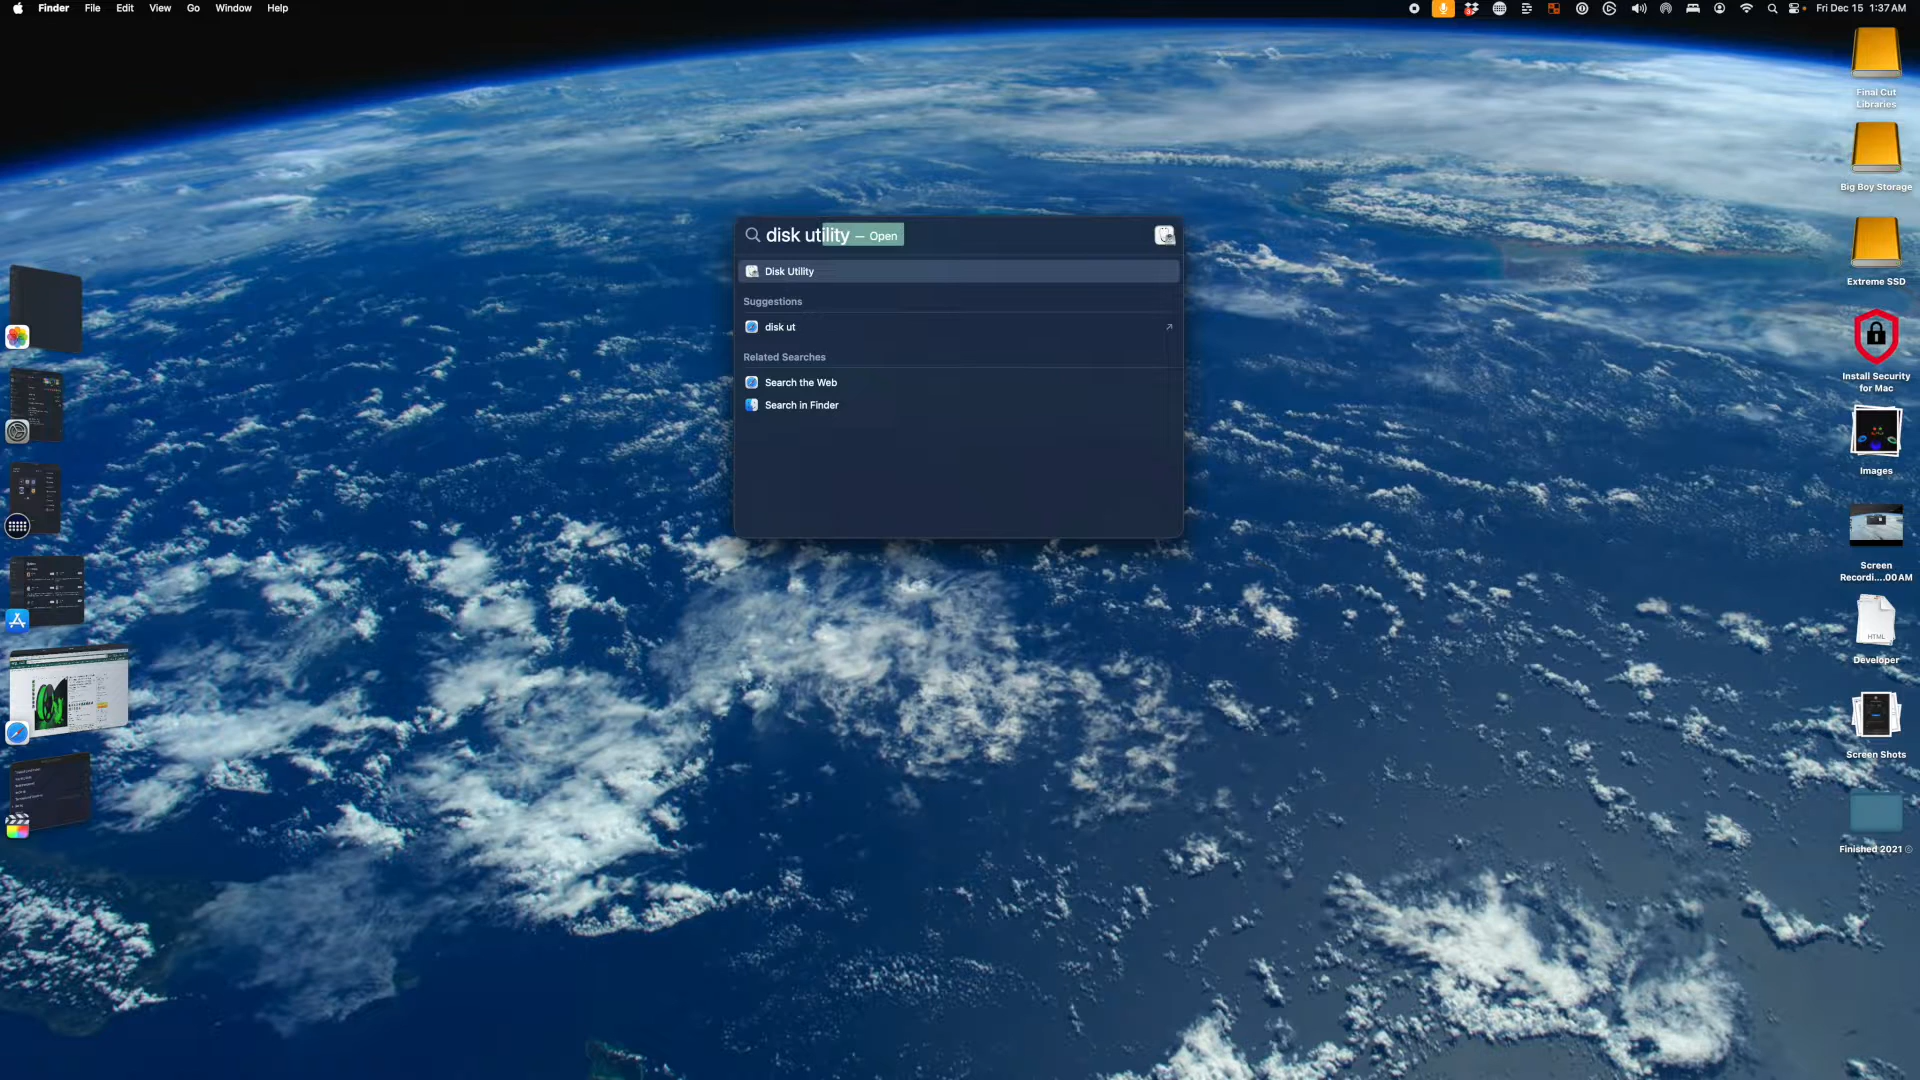 Finder File Edit View Go Window Help
Fri Dec 15 1:37 AM
disk utility — Open
Disk Utility
Suggestions
disk ut
Related Searches
Search the Web
Search in Finder
Final Cut
Libraries
Big Boy Storage
Extreme SSD
Install Security
for Mac
Images
Screen
Recordi....00 AM
HTML
Developer
Screen Shots
Finished 2021